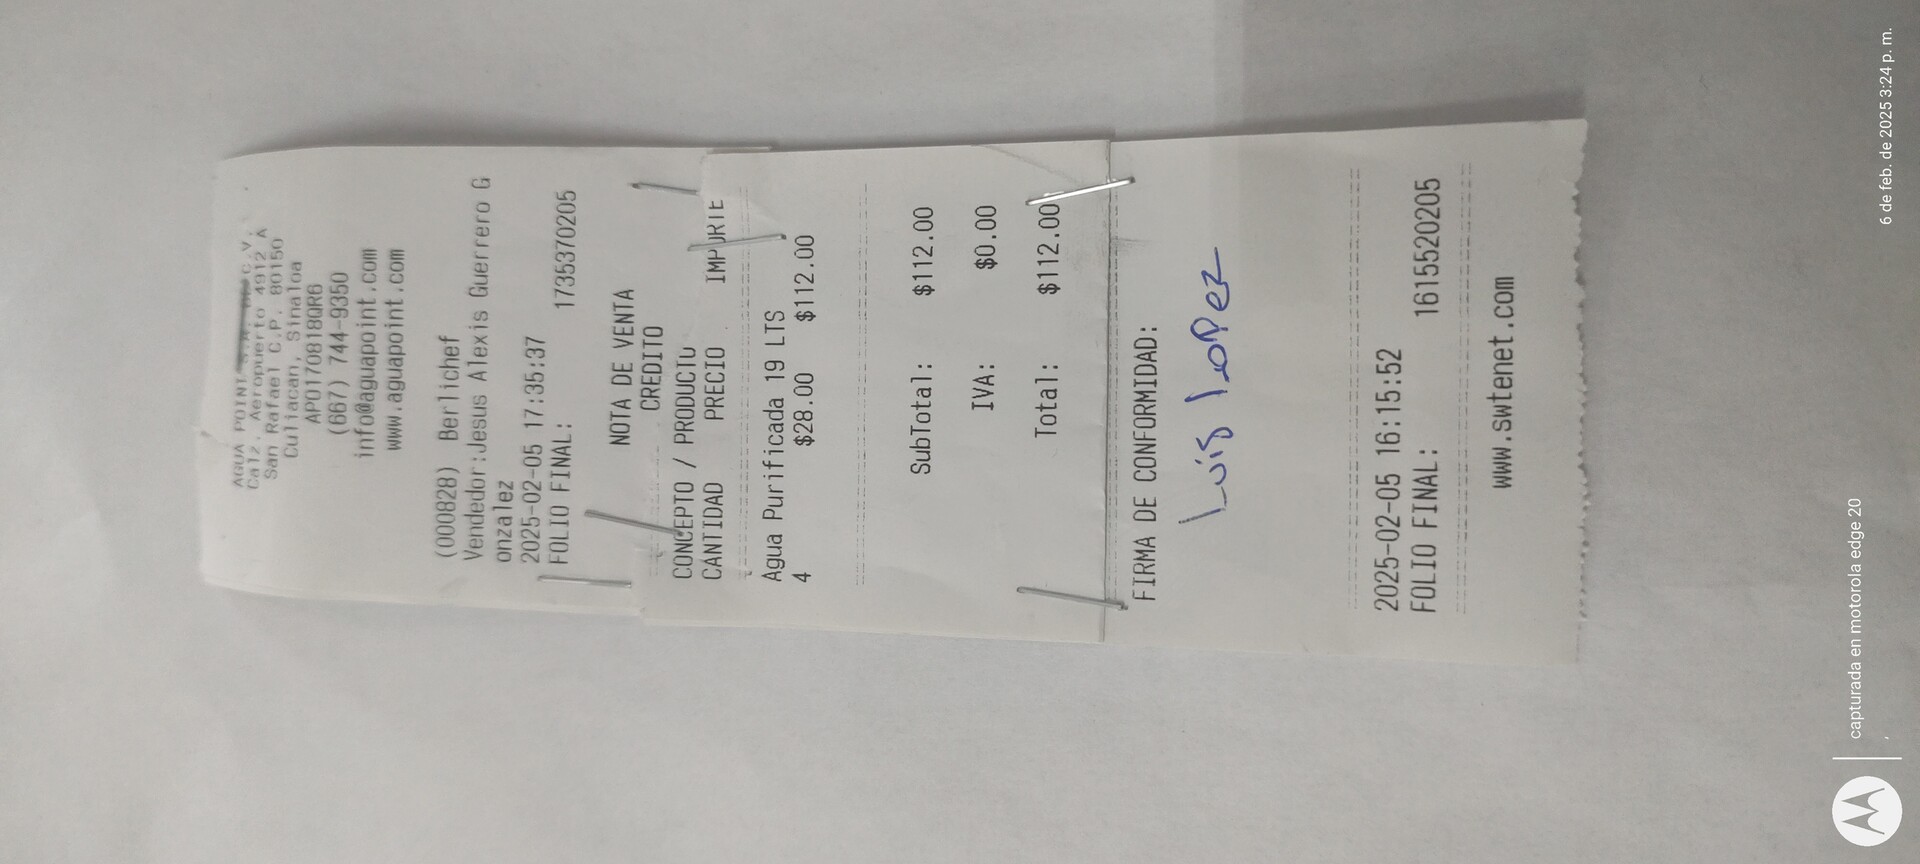 AGUA POINT S.A. DE C.V.
Calz. Aeropuerto 4912 A
San Rafael C.P. 80150
Culiacan, Sinaloa
APO170818QR6
(667) 744-9350
info@aguapoint.com
www.aguapoint.com
(000828) Berlichef
Vendedor:Jesus Alexis Guerrero G
onzalez
2025-02-05 17:35:37
FOLIO FINAL: 1735370205
NOTA DE VENTA
CREDITO
CONCEPTO / PRODUCTO
CANTIDAD PRECIO IMPORTE
Agua Purificada 19 LTS
4 $28.00 $112.00
SubTotal: $112.00
IVA: $0.00
Total: $112.00
FIRMA DE CONFORMIDAD:
Luis Lopez
2025-02-05 16:15:52
FOLIO FINAL: 1615520205
www.swtenet.com
capturada en motorola edge 20
6 de feb. de 2025 3:24 p. m.